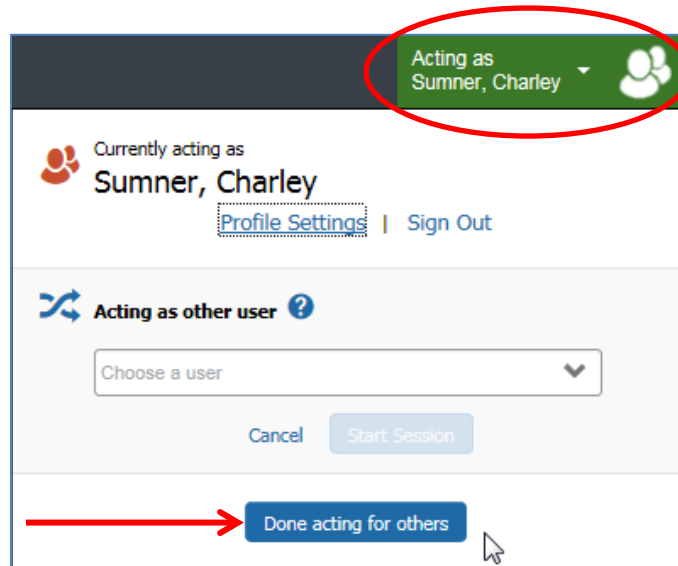 Acting as
Sumner, Charley
Currently acting as
Sumner, Charley
Profile Settings | Sign Out
Acting as other user ?
Choose a user
Cancel Start Session
Done acting for others